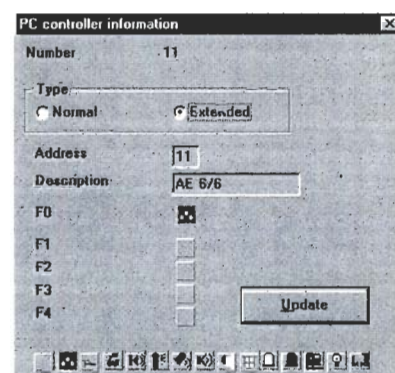 PC controller information
Number 11
Type
Normal Extended
Address 11
Description AE 6/6
F0
F1
F2
F3
F4
Update